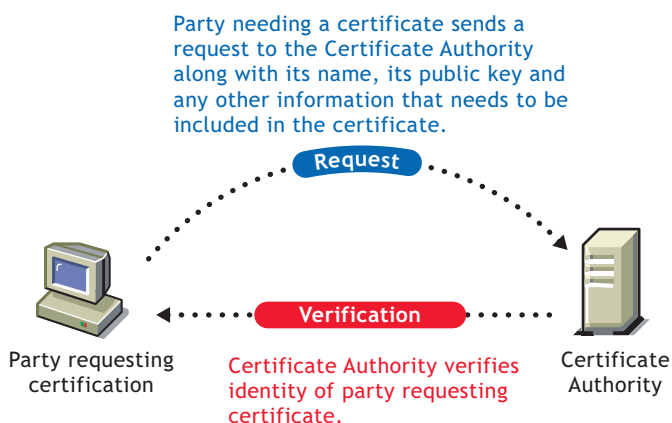 Party needing a certificate sends a
request to the Certificate Authority
along with its name, its public key and
any other information that needs to be
included in the certificate.
Request
Verification
Party requesting
certification
Certificate Authority verifies
identity of party requesting
certificate.
Certificate
Authority